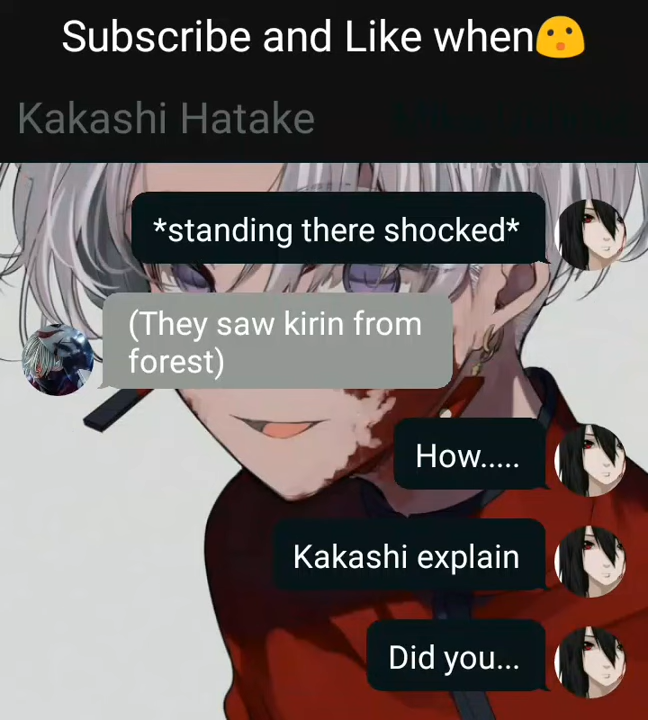 Subscribe and Like when😮
Kakashi Hatake
*standing there shocked*
(They saw kirin from
forest)
How.....
Kakashi explain
Did you...